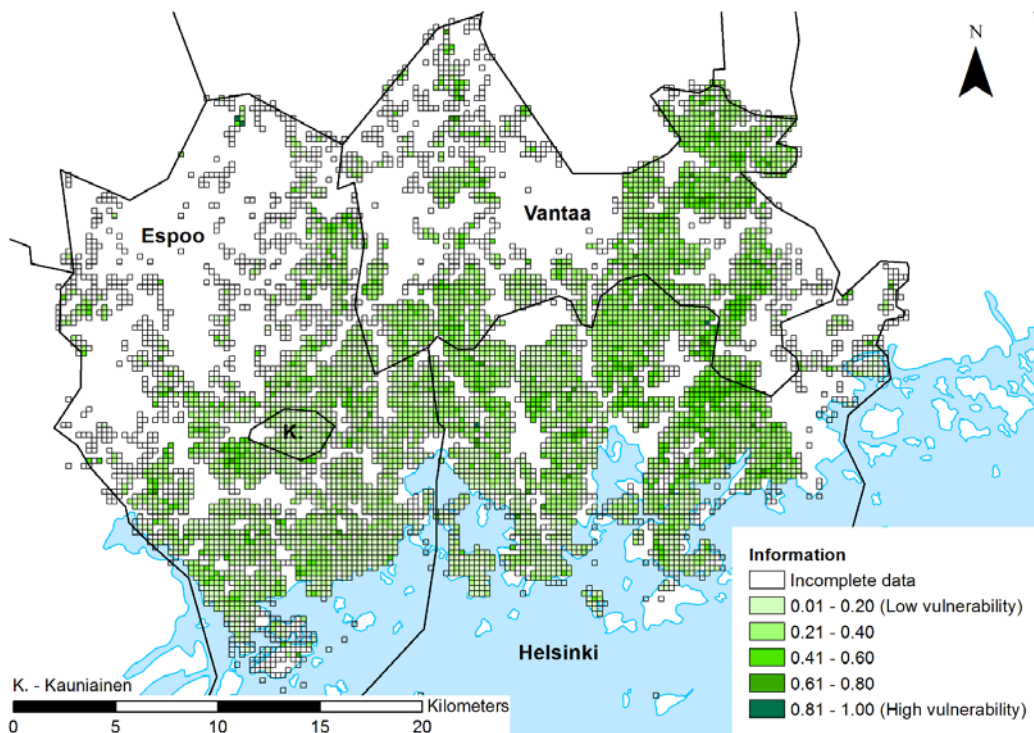 N
Espoo
Vantaa
K.
Helsinki
Information
Incomplete data
0.01 - 0.20 (Low vulnerability)
0.21 - 0.40
0.41 - 0.60
0.61 - 0.80
0.81 - 1.00 (High vulnerability)
K. - Kauniainen
Kilometers
0 5 10 15 20